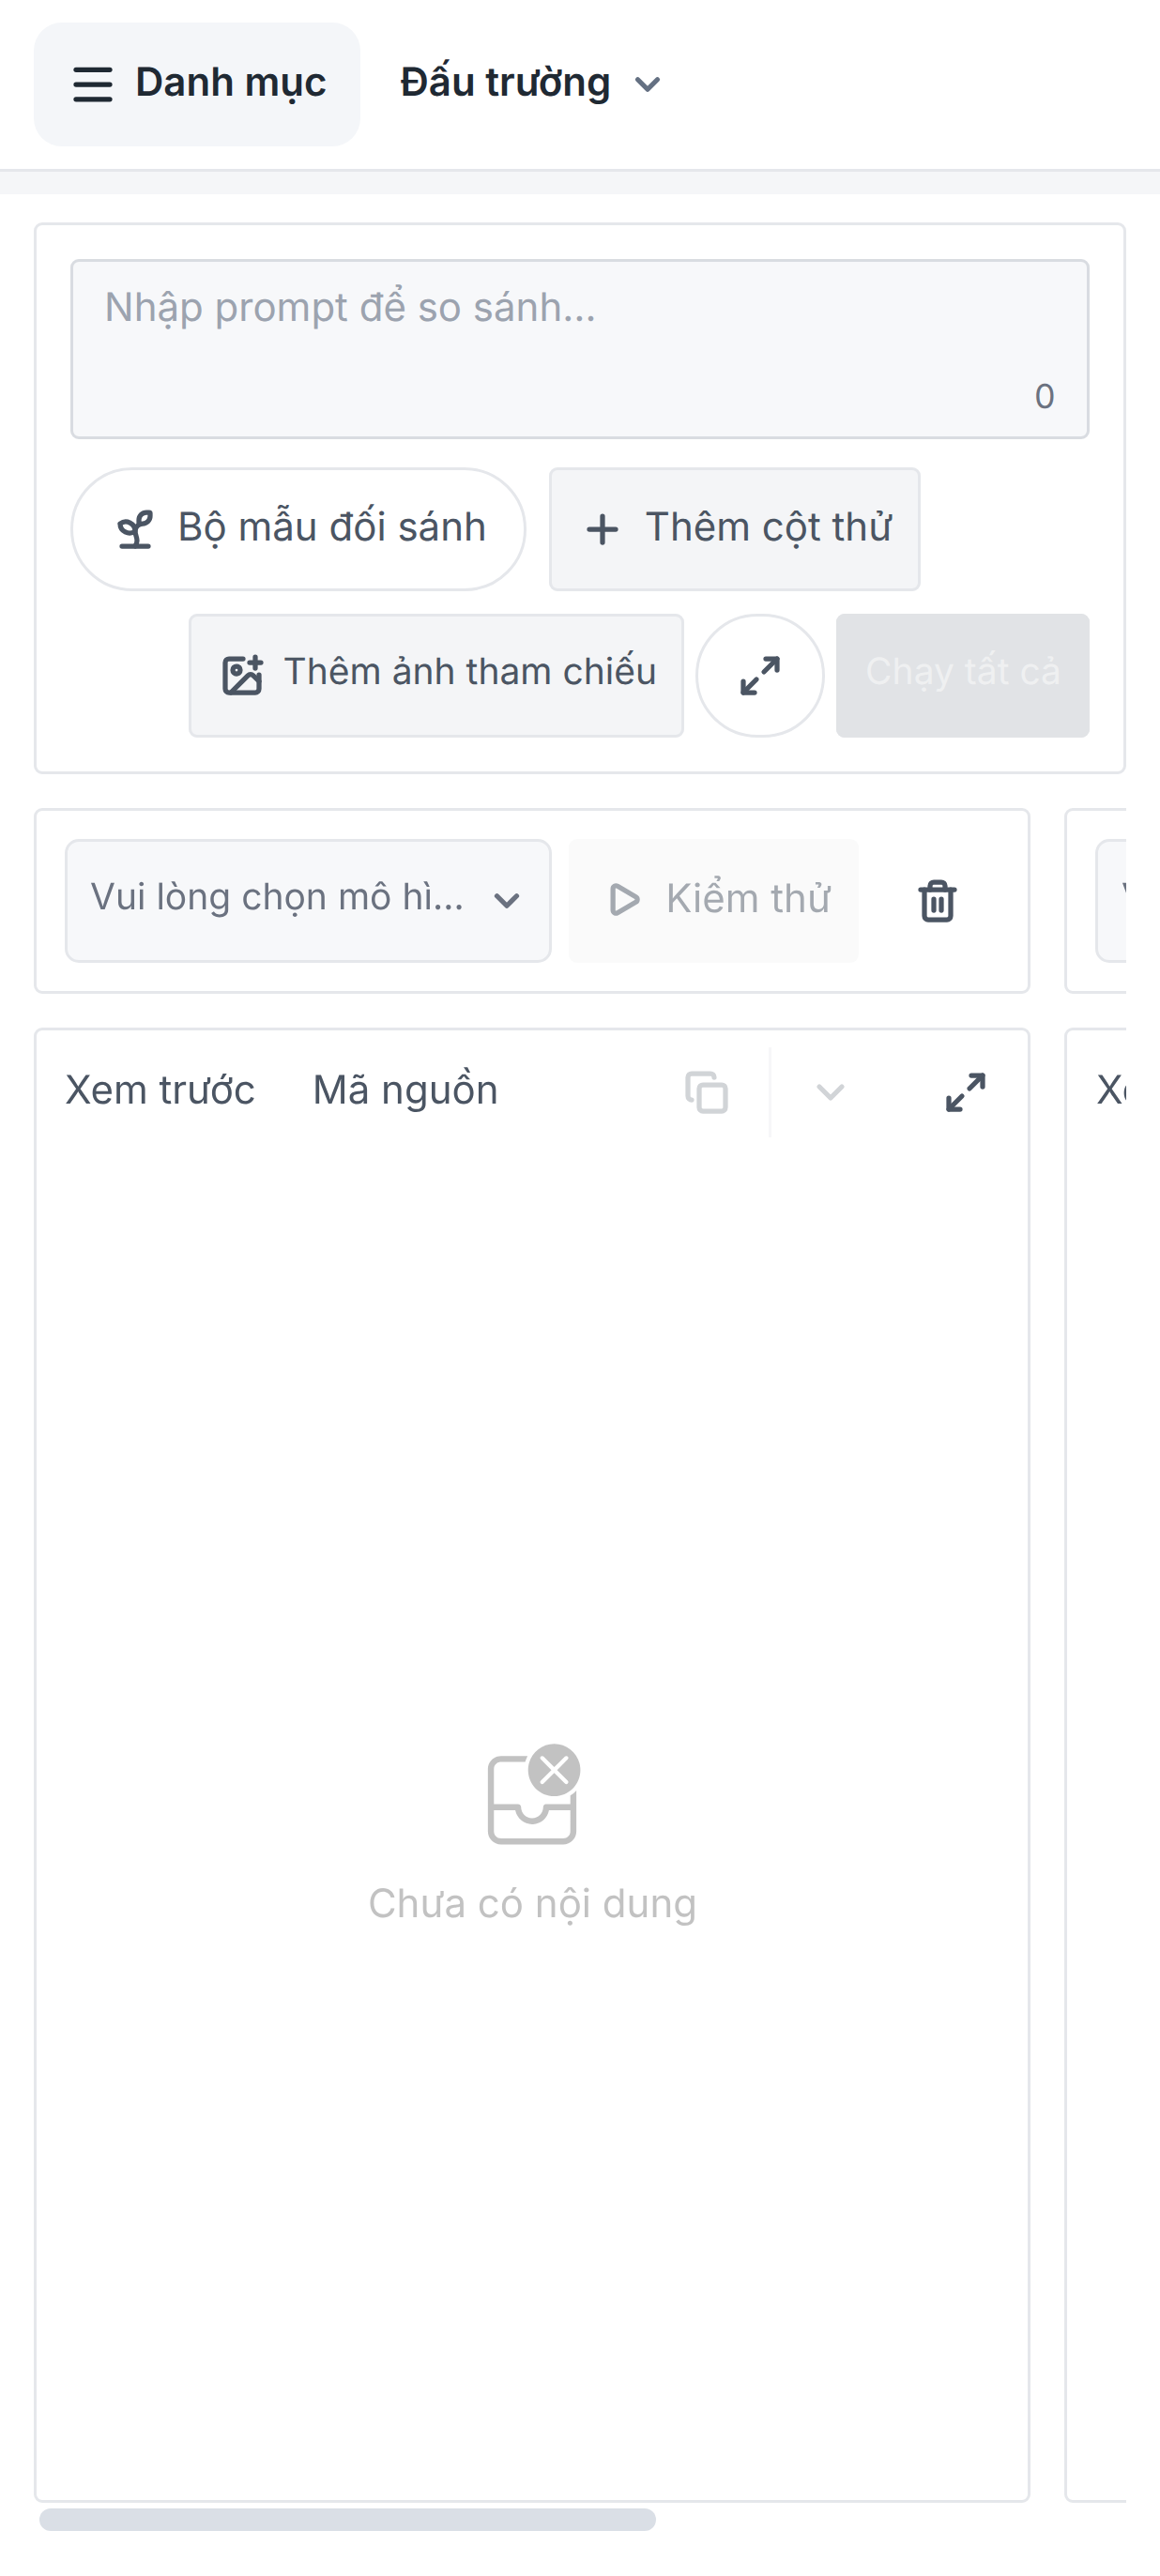 Danh mục
Đấu trường
Nhập prompt để so sánh...
0
Bộ mẫu đối sánh
Thêm cột thử
Thêm ảnh tham chiếu
Chạy tất cả
Vui lòng chọn mô hì...
Kiểm thử
Xem trước
Mã nguồn
Chưa có nội dung